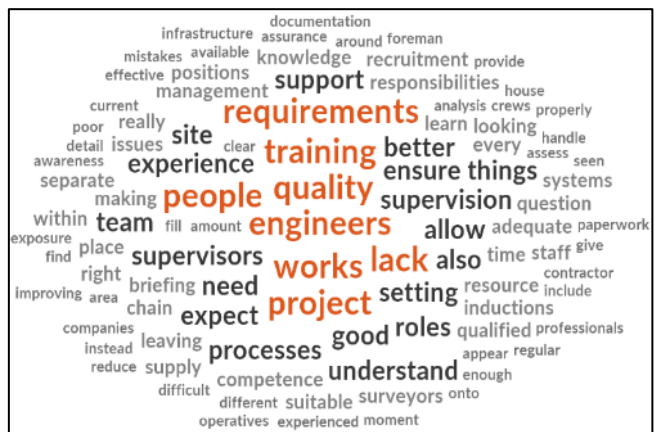 documentation
infrastructure assurance around foreman
mistakes available knowledge recruitment provide
effective positions support responsibilities
management house
current requirements analysis crews properly
poor really site clear training better learn looking handle
detail issues every assess seen
awareness experience ensure things systems
separate making people quality supervision question
within team fill amount engineers allow adequate paperwork
exposure
find place supervisors works lack also time staff give
right contractor
improving area briefing need project setting resource include
chain expect inductions
companies good roles qualified professionals
instead leaving processes appear regular
reduce supply understand enough
difficult competence surveyors onto
different suitable
operatives experienced moment